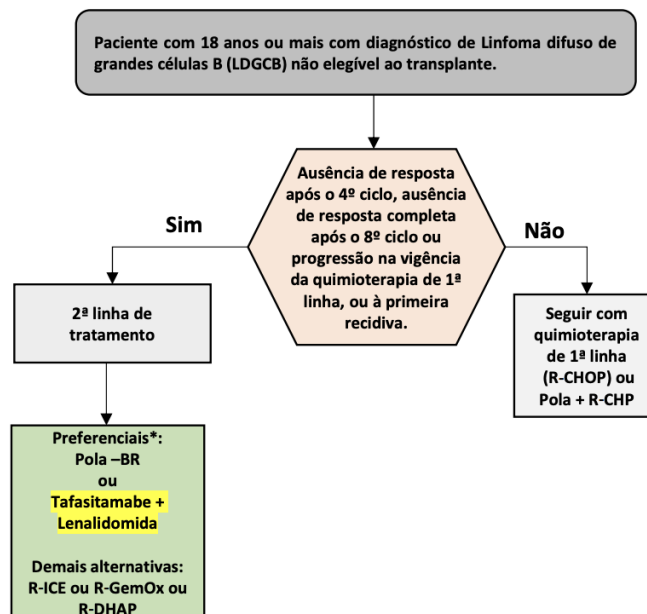 Paciente com 18 anos ou mais com diagnóstico de Linfoma difuso de
grandes células B (LDGCB) não elegível ao transplante.
Ausência de resposta
após o 4º ciclo, ausência
de resposta completa
após o 8º ciclo ou
progressão na vigência
da quimioterapia de 1ª
linha, ou à primeira
recidiva.
Sim
Não
2ª linha de
tratamento
Seguir com
quimioterapia
de 1ª linha
(R-CHOP) ou
Pola + R-CHP
Preferenciais*:
Pola –BR
ou
Tafasitamabe +
Lenalidomida
Demais alternativas:
R-ICE ou R-GemOx ou
R-DHAP